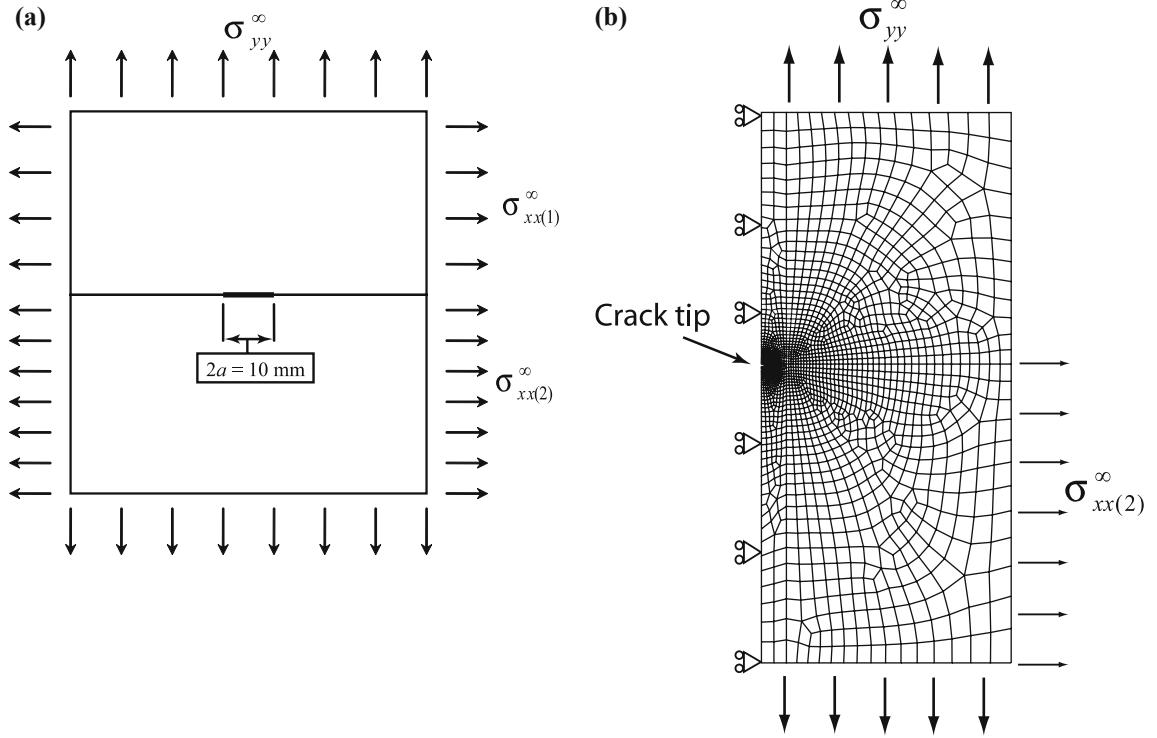 (a)
σ∞yy
σ∞xx(1)
2a = 10 mm
σ∞xx(2)
(b)
σ∞yy
Crack tip
σ∞xx(2)